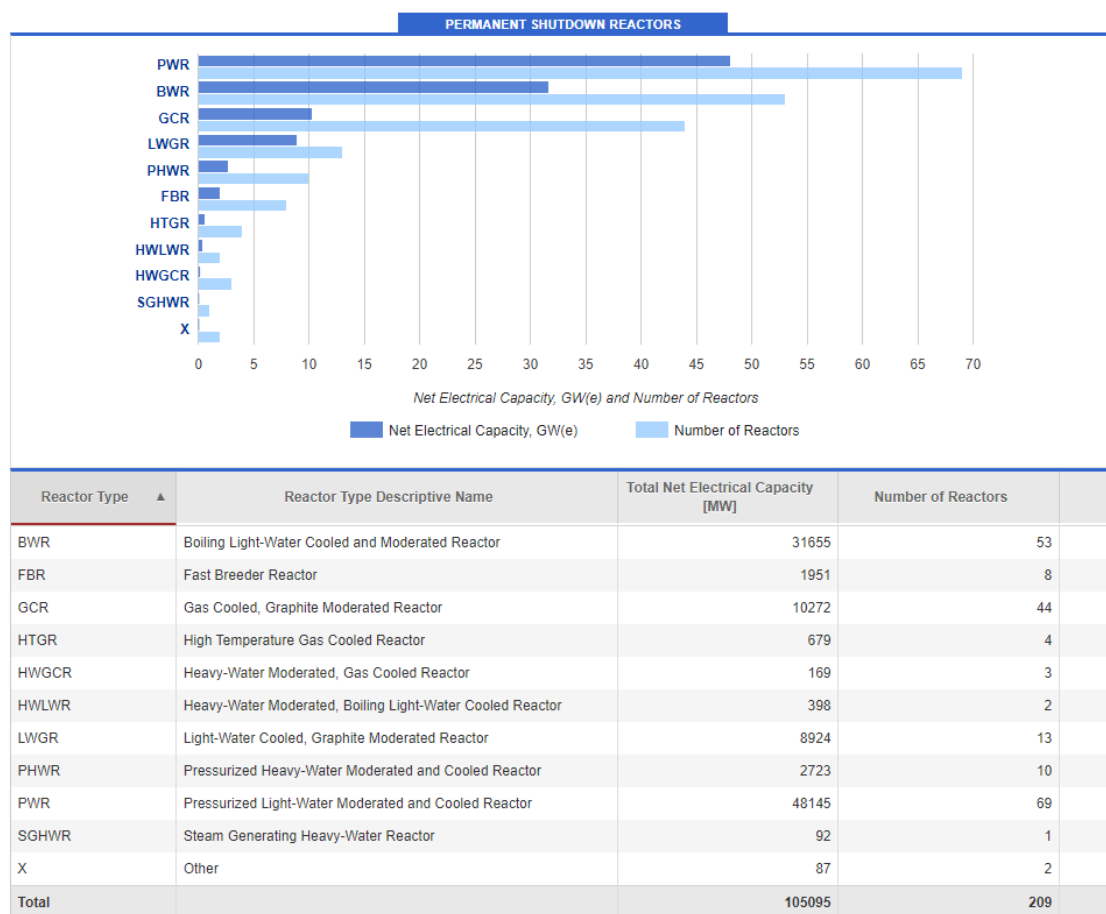 PERMANENT SHUTDOWN REACTORS
PWR
BWR
GCR
LWGR
PHWR
FBR
HTGR
HWLWR
HWGCR
SGHWR
X
0 5 10 15 20 25 30 35 40 45 50 55 60 65 70
Net Electrical Capacity, GW(e) and Number of Reactors
Net Electrical Capacity, GW(e) Number of Reactors
Reactor Type ▲ Reactor Type Descriptive Name Total Net Electrical Capacity [MW] Number of Reactors
BWR Boiling Light-Water Cooled and Moderated Reactor 31655 53
FBR Fast Breeder Reactor 1951 8
GCR Gas Cooled, Graphite Moderated Reactor 10272 44
HTGR High Temperature Gas Cooled Reactor 679 4
HWGCR Heavy-Water Moderated, Gas Cooled Reactor 169 3
HWLWR Heavy-Water Moderated, Boiling Light-Water Cooled Reactor 398 2
LWGR Light-Water Cooled, Graphite Moderated Reactor 8924 13
PHWR Pressurized Heavy-Water Moderated and Cooled Reactor 2723 10
PWR Pressurized Light-Water Moderated and Cooled Reactor 48145 69
SGHWR Steam Generating Heavy-Water Reactor 92 1
X Other 87 2
Total 105095 209